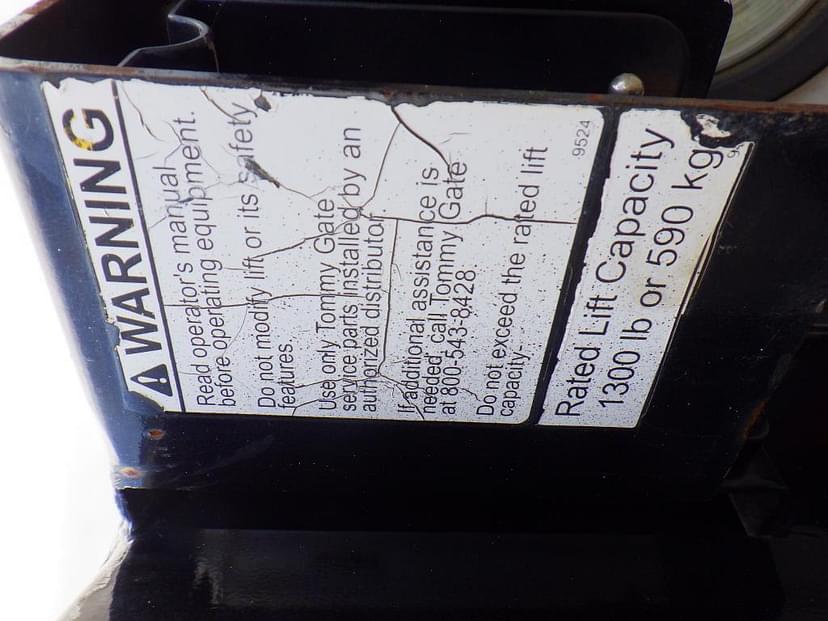 WARNING
Read operator's manual
before operating equipment.
Do not modify lift or its safety
features.
Use only Tommy Gate
service parts installed by an
authorized distributor
If additional assistance is
needed, call Tommy Gate
at 800-543-8428
Do not exceed the rated lift
capacity.
9524
Rated Lift Capacity
1300 lb or 590 kg